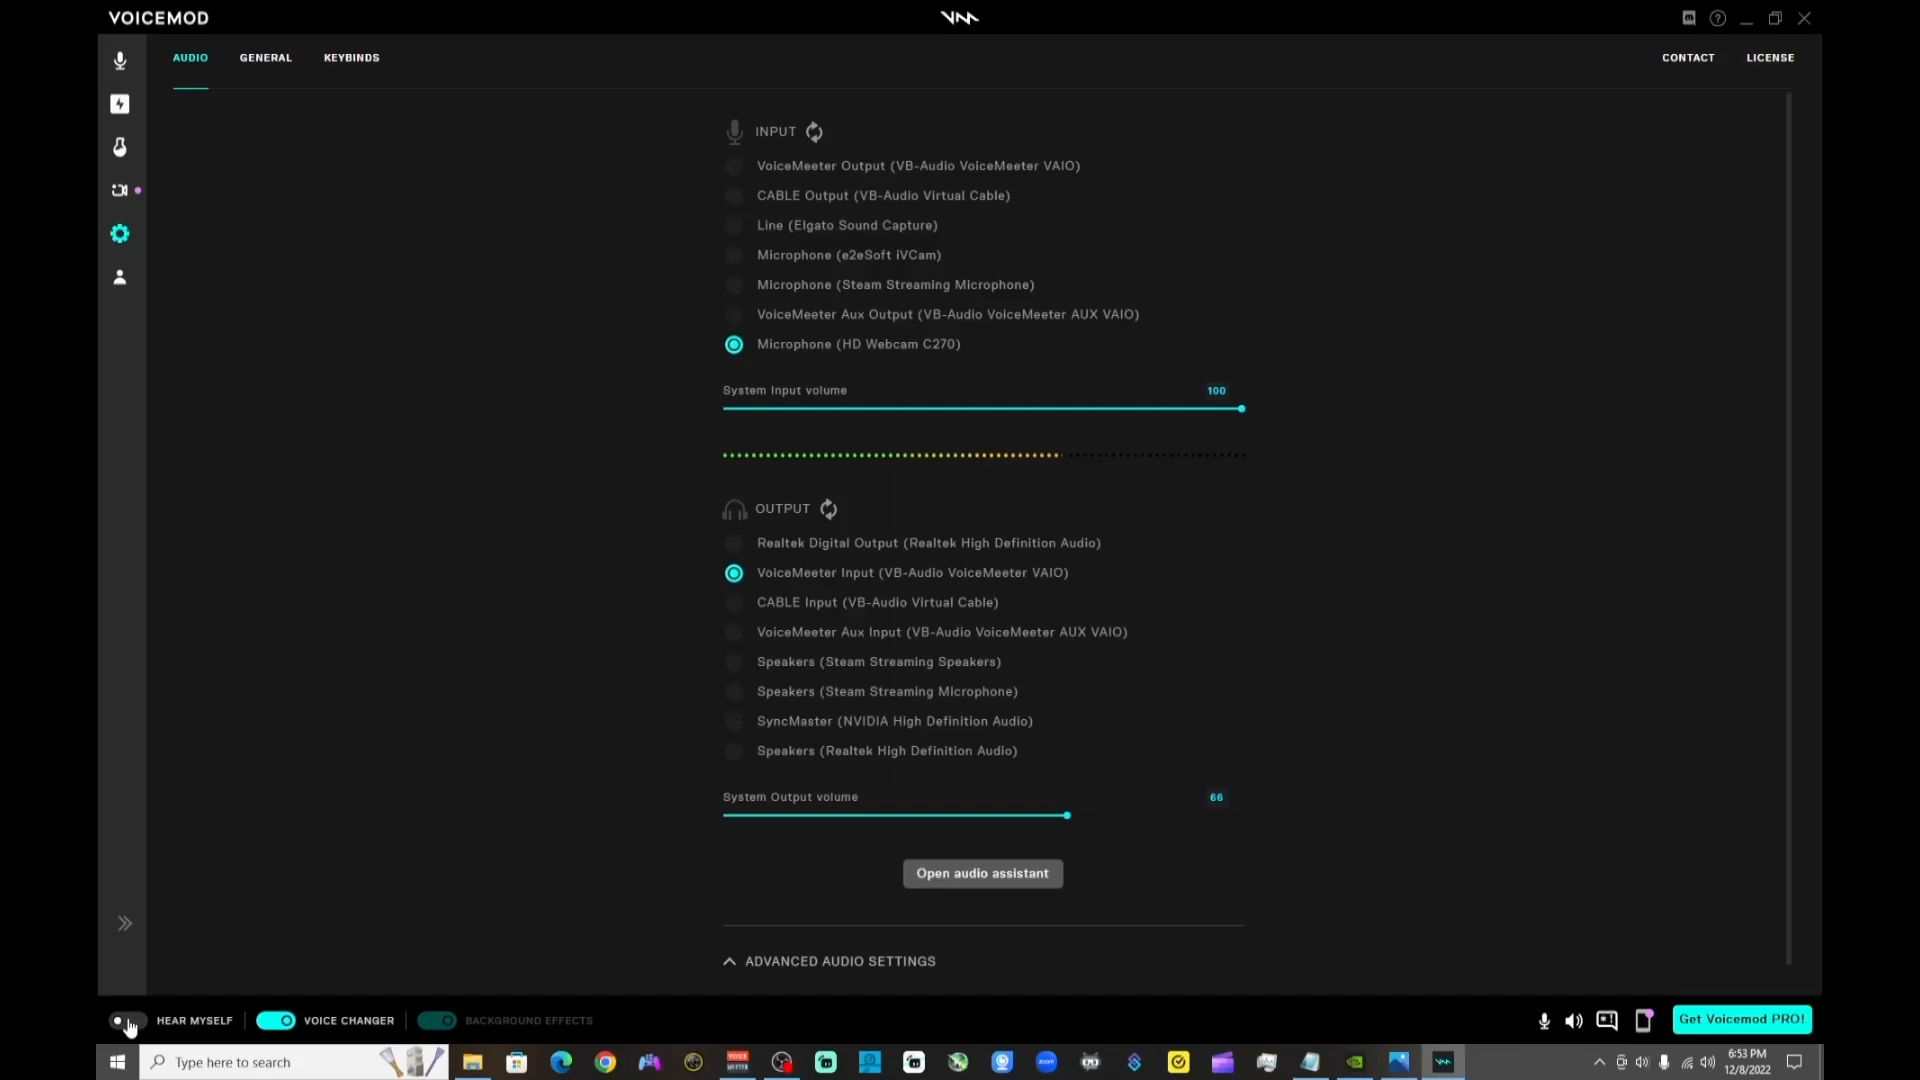 VOICEMOD
AUDIO GENERAL KEYBINDS CONTACT LICENSE
INPUT
VoiceMeeter Output (VB-Audio VoiceMeeter VAIO)
CABLE Output (VB-Audio Virtual Cable)
Line (Elgato Sound Capture)
Microphone (e2eSoft iVCam)
Microphone (Steam Streaming Microphone)
VoiceMeeter Aux Output (VB-Audio VoiceMeeter AUX VAIO)
Microphone (HD Webcam C270)
System Input volume 100
OUTPUT
Realtek Digital Output (Realtek High Definition Audio)
VoiceMeeter Input (VB-Audio VoiceMeeter VAIO)
CABLE Input (VB-Audio Virtual Cable)
VoiceMeeter Aux Input (VB-Audio VoiceMeeter AUX VAIO)
Speakers (Steam Streaming Speakers)
Speakers (Steam Streaming Microphone)
SyncMaster (NVIDIA High Definition Audio)
Speakers (Realtek High Definition Audio)
System Output volume 66
Open audio assistant
ADVANCED AUDIO SETTINGS
HEAR MYSELF VOICE CHANGER BACKGROUND EFFECTS Get Voicemod PRO!
Type here to search
6:53 PM
12/8/2022